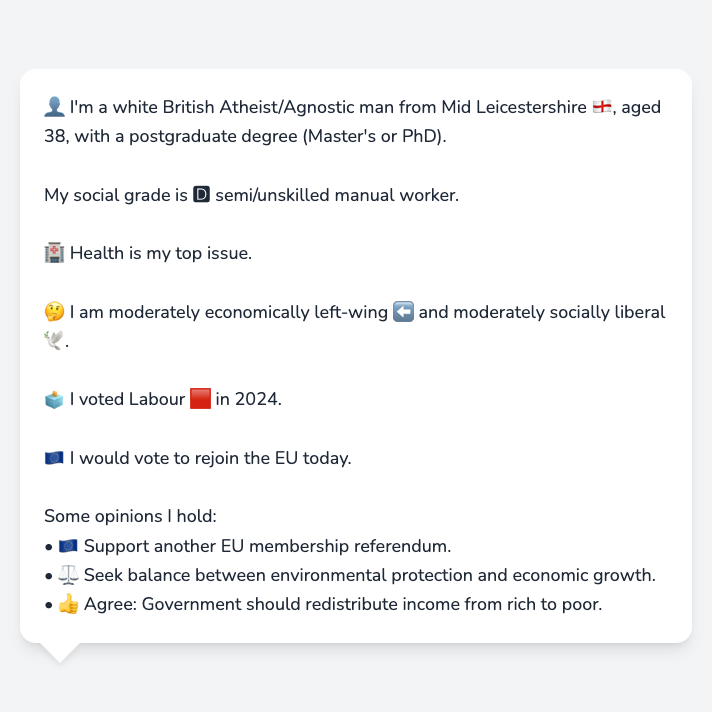 👤 I'm a white British Atheist/Agnostic man from Mid Leicestershire 🏴󠁧󠁢󠁥󠁮󠁧󠁿, aged
38, with a postgraduate degree (Master's or PhD).
My social grade is 🅳 semi/unskilled manual worker.
🏥 Health is my top issue.
🤔 I am moderately economically left-wing ⬅️ and moderately socially liberal
🕊️.
🗳️ I voted Labour 🟥 in 2024.
🇪🇺 I would vote to rejoin the EU today.
Some opinions I hold:
• 🇪🇺 Support another EU membership referendum.
• ⚖️ Seek balance between environmental protection and economic growth.
• 👍 Agree: Government should redistribute income from rich to poor.